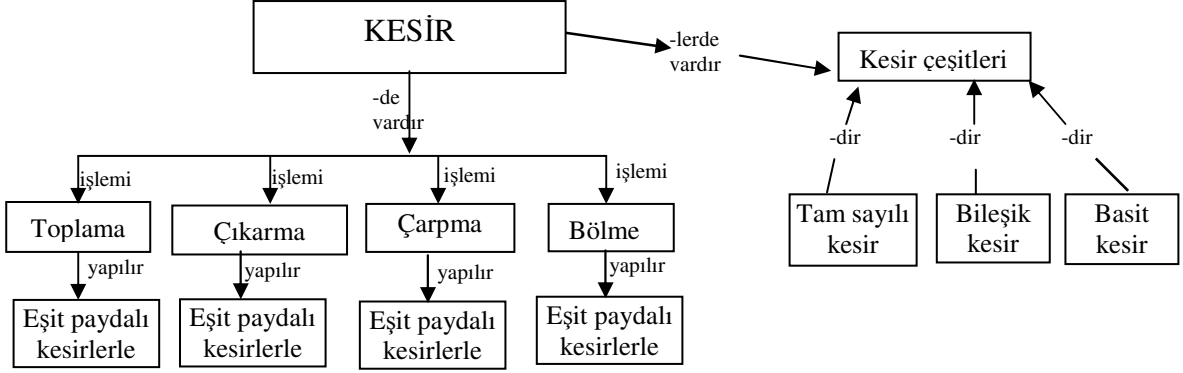 KESİR
-lerde
vardır
Kesir çeşitleri
-de
vardır
-dir
-dir
-dir
işlemi
işlemi
işlemi
işlemi
Toplama
Çıkarma
Çarpma
Bölme
Tam sayılı
kesir
Bileşik
kesir
Basit
kesir
yapılır
yapılır
yapılır
yapılır
Eşit paydalı
kesirlerle
Eşit paydalı
kesirlerle
Eşit paydalı
kesirlerle
Eşit paydalı
kesirlerle